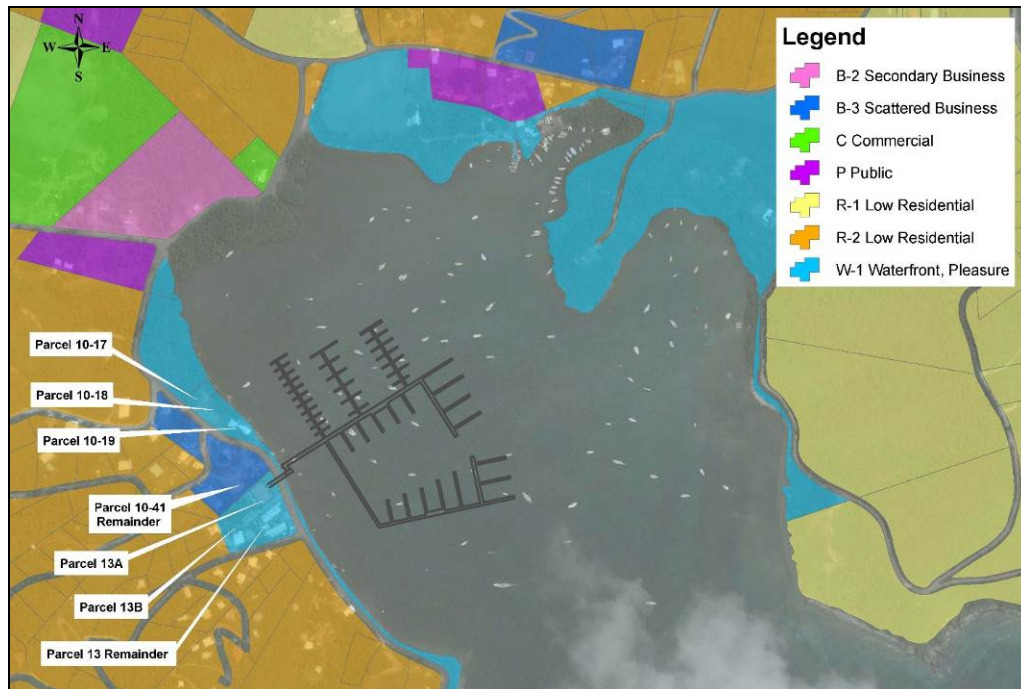 N
W E
S
Legend
B-2 Secondary Business
B-3 Scattered Business
C Commercial
P Public
R-1 Low Residential
R-2 Low Residential
W-1 Waterfront, Pleasure
Parcel 10-17
Parcel 10-18
Parcel 10-19
Parcel 10-41
Remainder
Parcel 13A
Parcel 13B
Parcel 13 Remainder